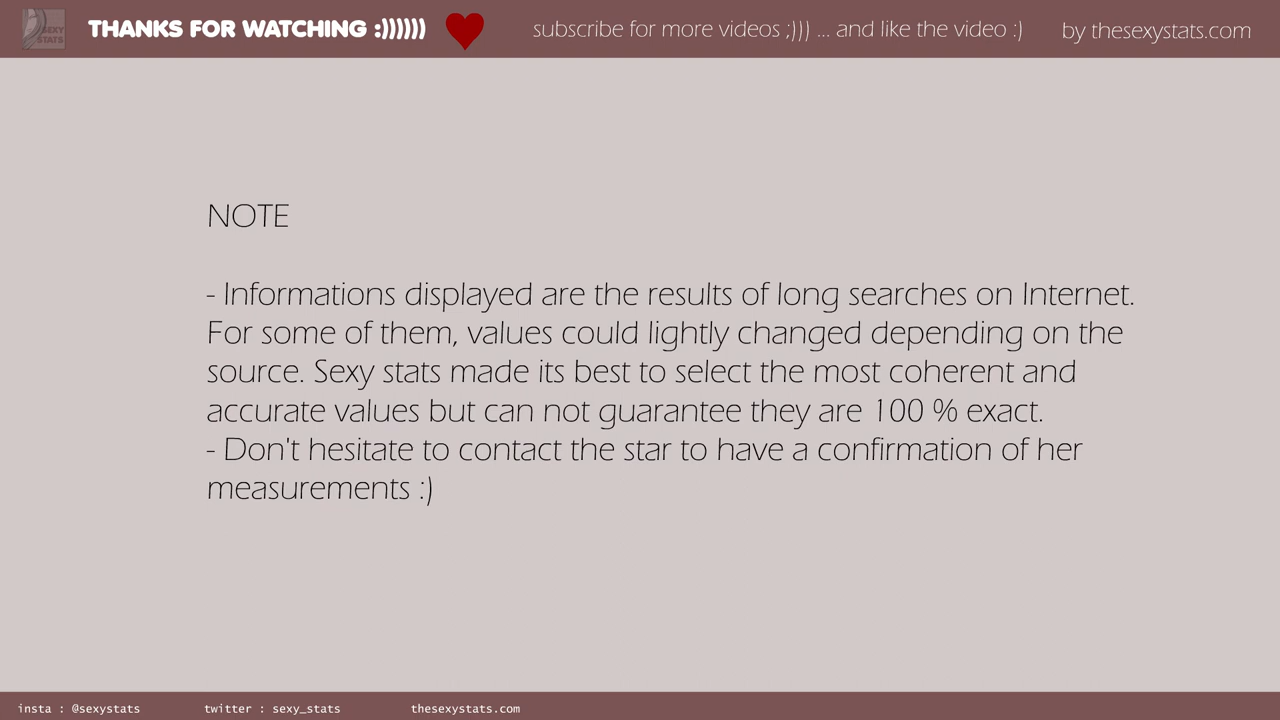 SEXY
STATS
THANKS FOR WATCHING :))))))
subscribe for more videos ;))) ... and like the video :)
by thesexystats.com
NOTE
- Informations displayed are the results of long searches on Internet.
For some of them, values could lightly changed depending on the
source. Sexy stats made its best to select the most coherent and
accurate values but can not guarantee they are 100 % exact.
- Don't hesitate to contact the star to have a confirmation of her
measurements :)
insta : @sexystats
twitter : sexy_stats
thesexystats.com